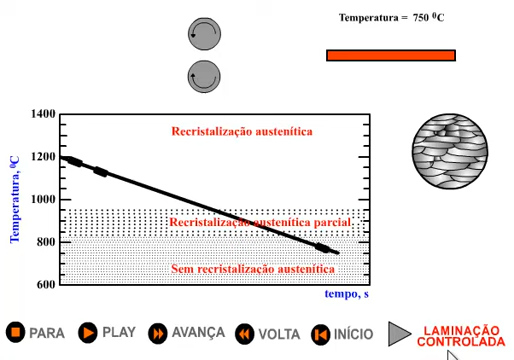 Temperatura = 750 ⁰C
1400
Recristalização austenítica
1200
Temperatura, ⁰C
1000
Recristalização austenítica parcial
800
Sem recristalização austenítica
600
tempo, s
PARA PLAY AVANÇA VOLTA INÍCIO
LAMINAÇÃO
CONTROLADA